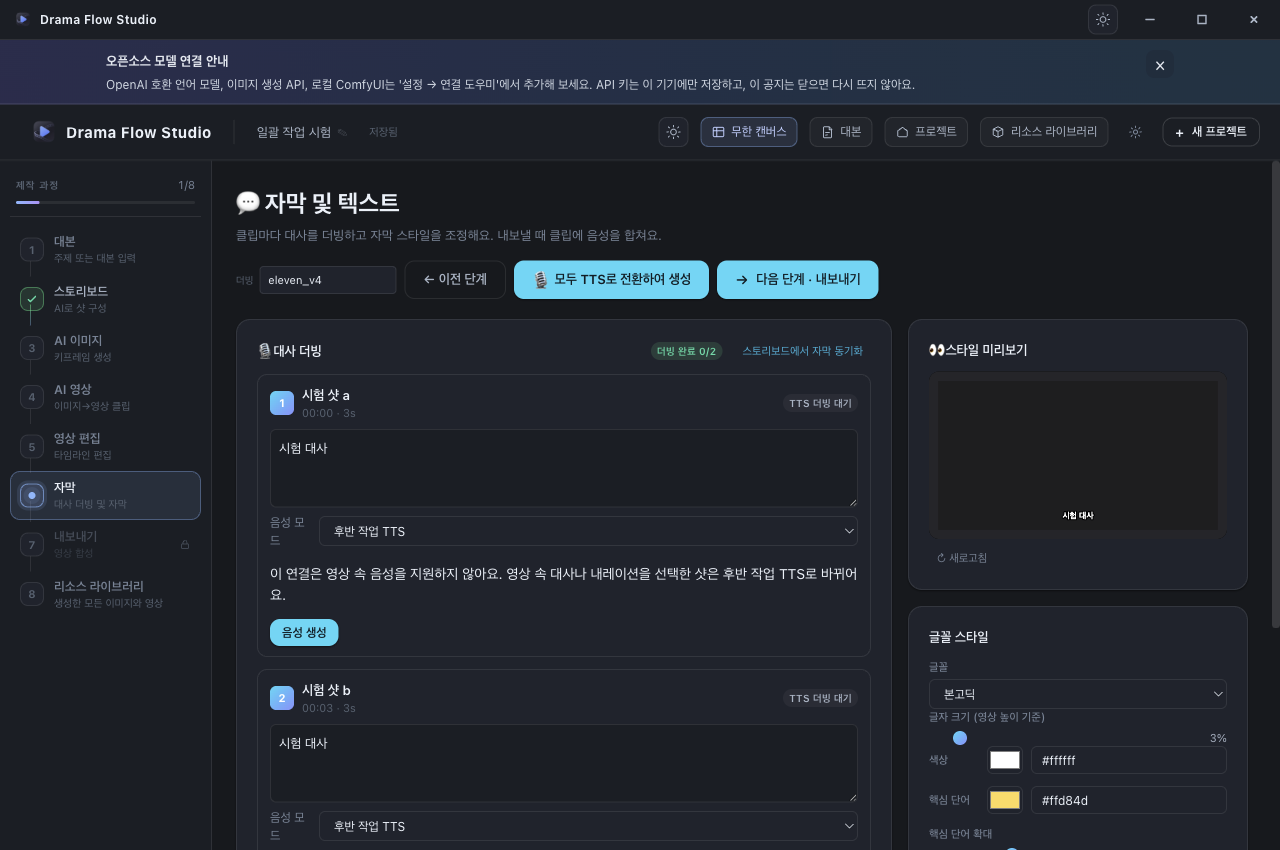 Drama Flow Studio
오픈소스 모델 연결 안내
OpenAI 호환 언어 모델, 이미지 생성 API, 로컬 ComfyUI는 '설정 → 연결 도우미'에서 추가해 보세요. API 키는 이 기기에만 저장하고, 이 공지는 닫으면 다시 뜨지 않아요.
Drama Flow Studio
일괄 작업 시험
저장됨
무한 캔버스
대본
프로젝트
리소스 라이브러리
+ 새 프로젝트
제작 과정
1/8
1
대본
주제 또는 대본 입력
스토리보드
AI로 샷 구성
3
AI 이미지
키프레임 생성
4
AI 영상
이미지→영상 클립
5
영상 편집
타임라인 편집
자막
대사 더빙 및 자막
7
내보내기
영상 합성
8
리소스 라이브러리
생성한 모든 이미지와 영상
자막 및 텍스트
클립마다 대사를 더빙하고 자막 스타일을 조정해요. 내보낼 때 클립에 음성을 합쳐요.
더빙
eleven_v4
← 이전 단계
모두 TTS로 전환하여 생성
→ 다음 단계 · 내보내기
대사 더빙
더빙 완료 0/2
스토리보드에서 자막 동기화
1
시험 샷 a
00:00 · 3s
TTS 더빙 대기
시험 대사
음성 모
드
후반 작업 TTS
이 연결은 영상 속 음성을 지원하지 않아요. 영상 속 대사나 내레이션을 선택한 샷은 후반 작업 TTS로 바뀌어
요.
음성 생성
2
시험 샷 b
00:03 · 3s
TTS 더빙 대기
시험 대사
음성 모
드
후반 작업 TTS
스타일 미리보기
시험 대사
새로고침
글꼴 스타일
글꼴
본고딕
글자 크기 (영상 높이 기준)
3%
색상
#ffffff
핵심 단어
#ffd84d
핵심 단어 확대